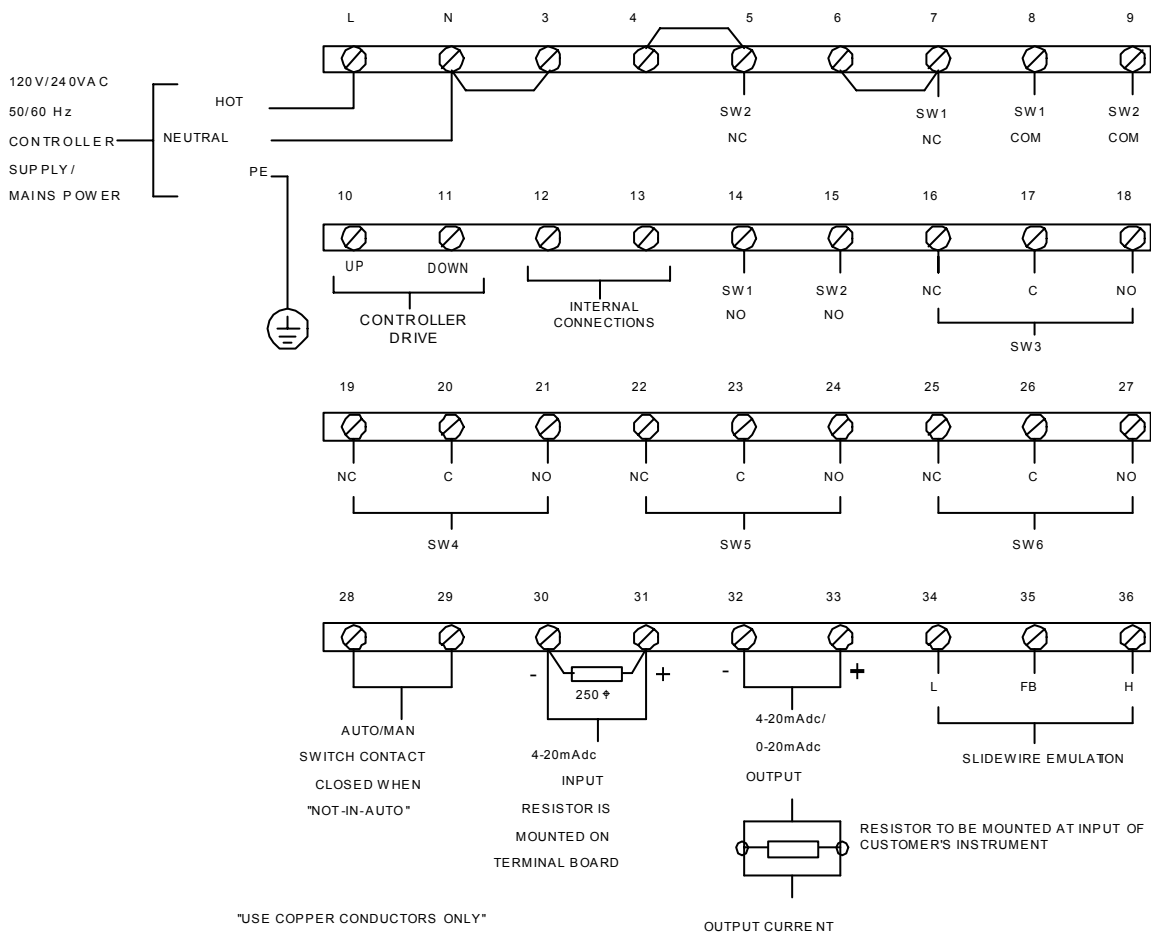 L N 3 4 5 6 7 8 9
120V/240VAC
50/60 Hz
CONTROLLER
SUPPLY/
MAINS POWER
HOT
NEUTRAL
PE
SW2
NC
SW1
NC
SW1
COM
SW2
COM
10 11 12 13 14 15 16 17 18
UP DOWN
CONTROLLER
DRIVE
INTERNAL
CONNECTIONS
SW1
NO
SW2
NO
NC C NO
SW3
19 20 21 22 23 24 25 26 27
NC C NO NC C NO NC C NO
SW4 SW5 SW6
28 29 30 31 32 33 34 35 36
AUTO/MAN
SWITCH CONTACT
CLOSED WHEN
"NOT-IN-AUTO"
- +
250 ⌽
4-20mAdc
INPUT
RESISTOR IS
MOUNTED ON
TERMINAL BOARD
- +
4-20mAdc/
0-20mAdc
OUTPUT
L FB H
SLIDEWIRE EMULATION
RESISTOR TO BE MOUNTED AT INPUT OF
CUSTOMER'S INSTRUMENT
"USE COPPER CONDUCTORS ONLY"
OUTPUT CURRENT